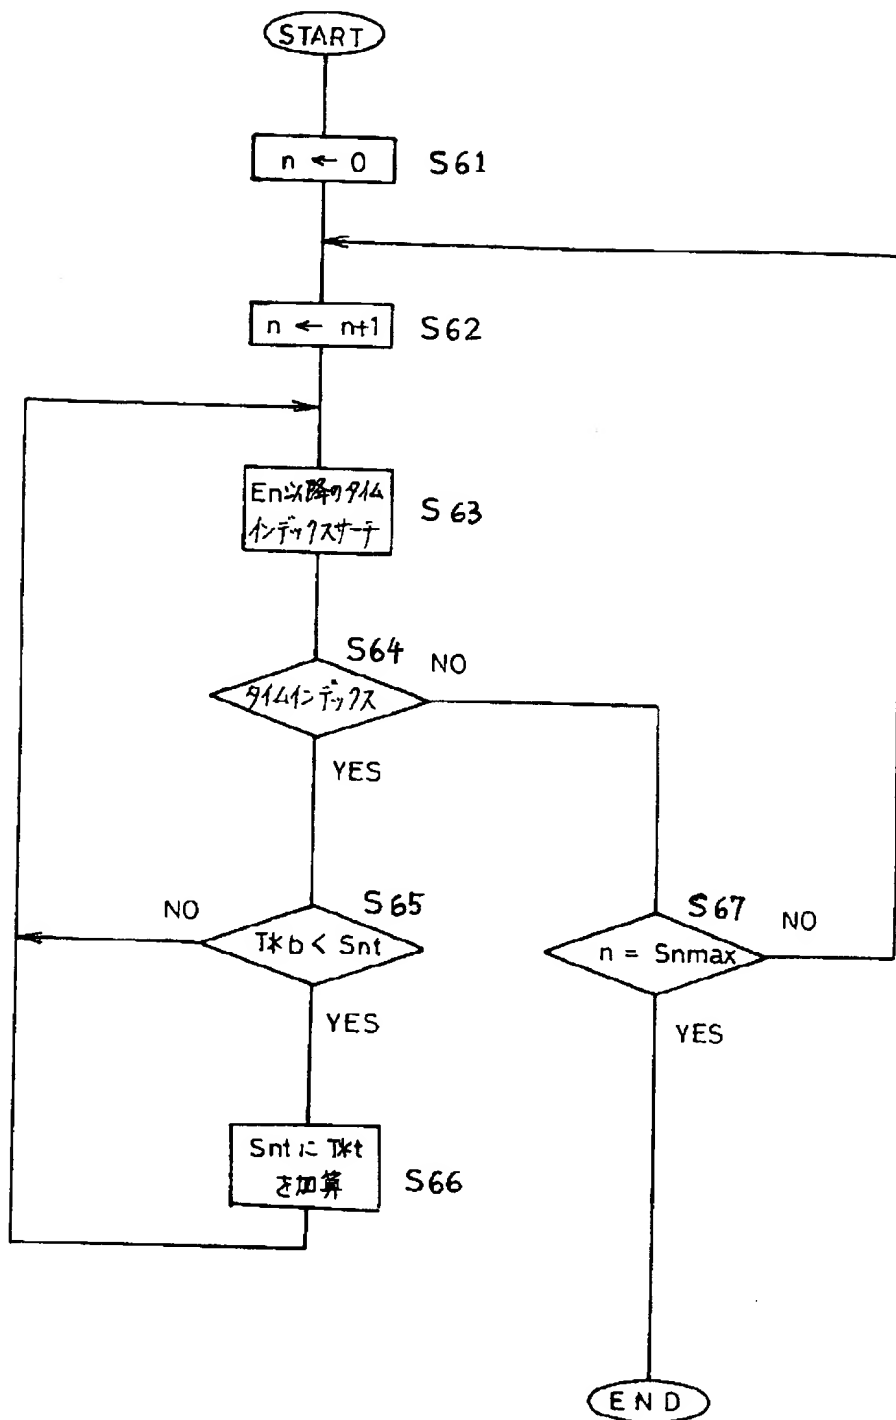 START
n ← 0
S61
n ← n+1
S62
En以降のタイム
インデックスサーチ
S63
S64
NO
タイムインデックス
YES
S65
NO
T*b < Snt
YES
S67
NO
n = Snmax
YES
Sntに T*t
を加算
S66
END